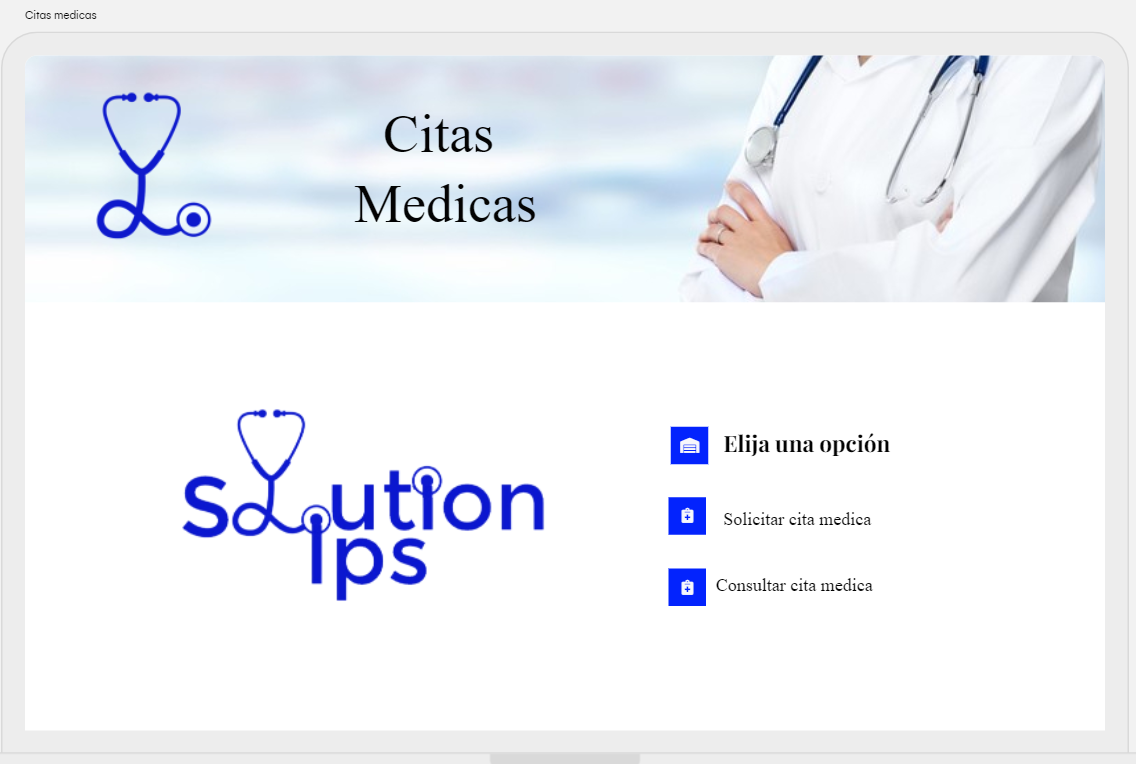 Citas medicas
Citas
Medicas
Solution
ips
Elija una opción
Solicitar cita medica
Consultar cita medica